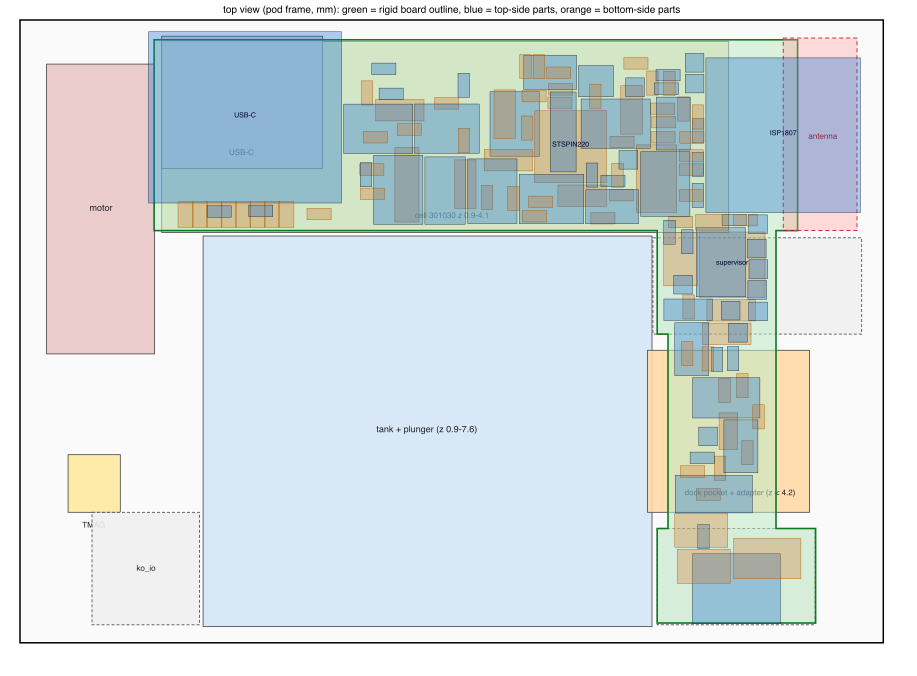 top view (pod frame, mm): green = rigid board outline, blue = top-side parts, orange = bottom-side parts
USB-C
USB-C
ISP1807
antenna
STSPIN220
motor
cell 301030 z 0.9-4.1
supervisor
tank + plunger (z 0.9-7.6)
dock pocket + adapter (z < 4.2)
TMAG
ko_io